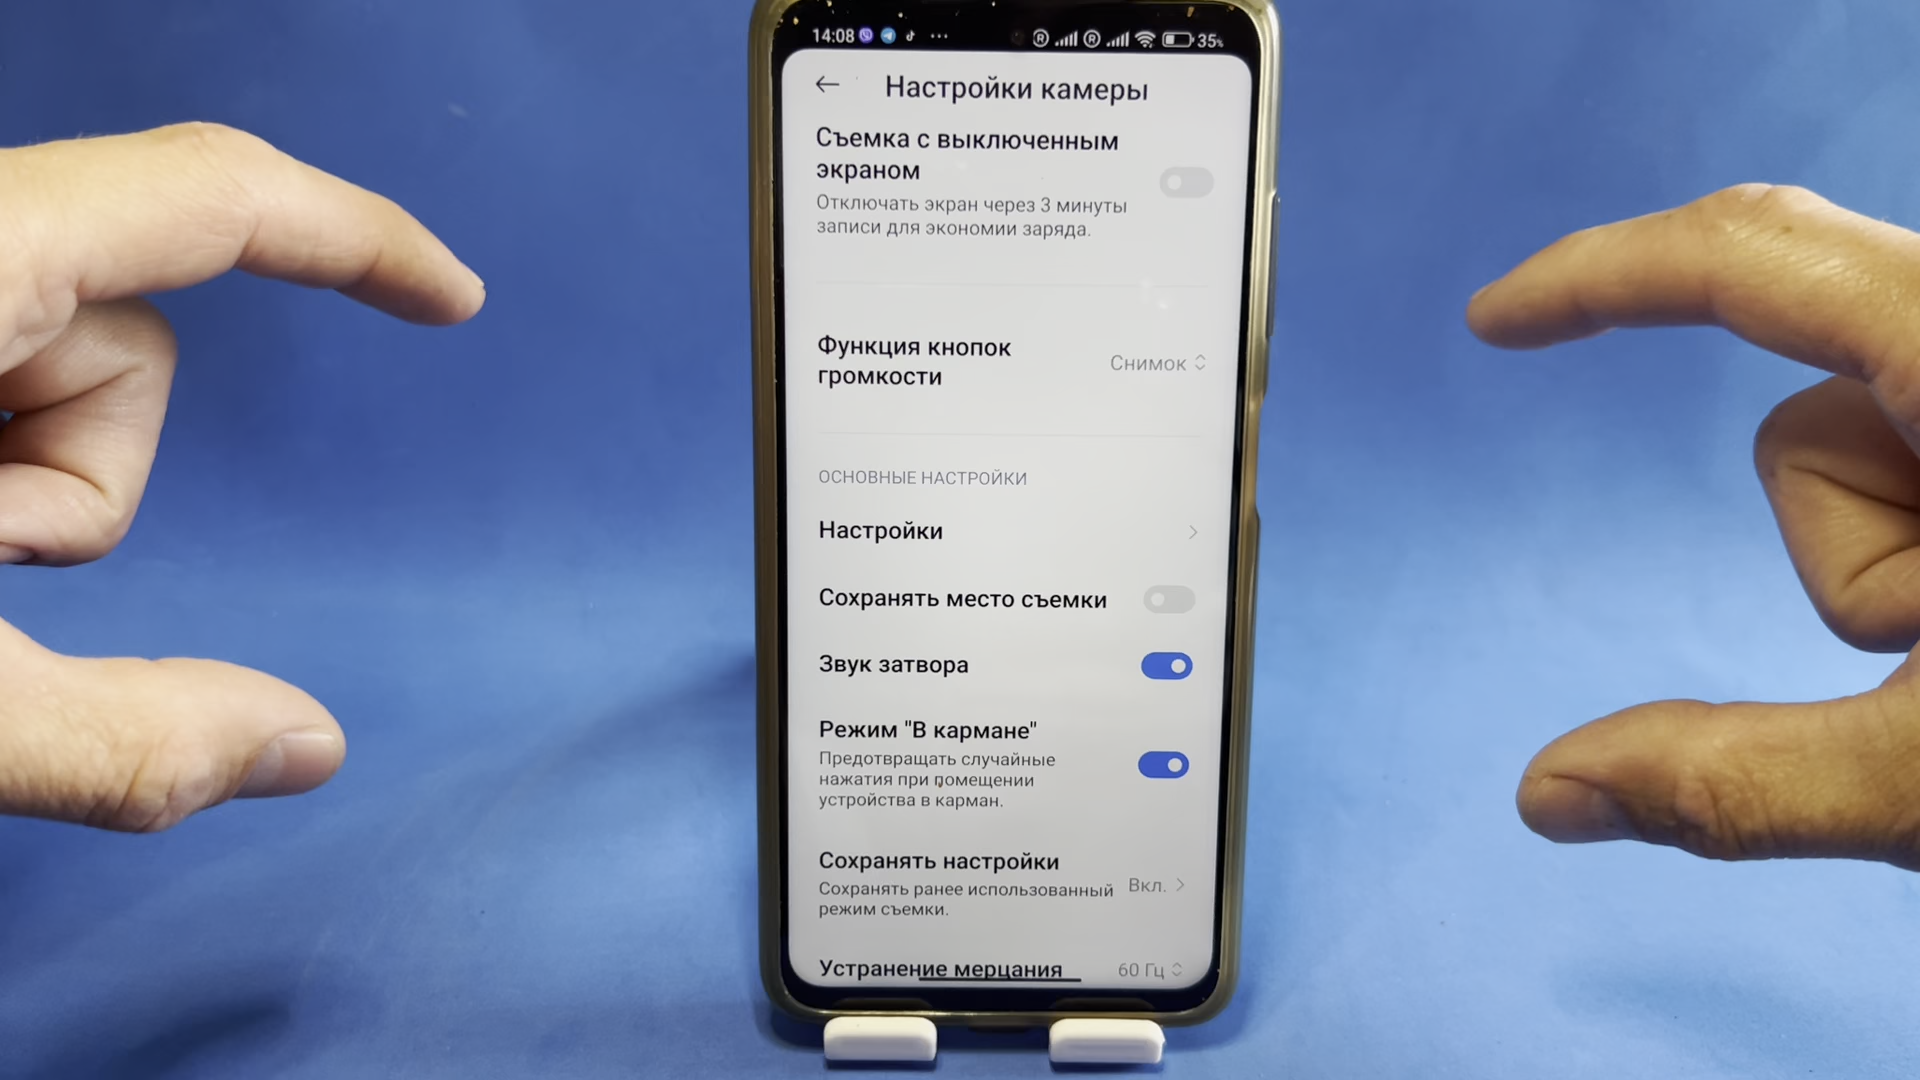 14:08 ... 35%
Настройки камеры
Съемка с выключенным
экраном
Отключать экран через 3 минуты
записи для экономии заряда.
Функция кнопок
громкости
Снимок
ОСНОВНЫЕ НАСТРОЙКИ
Настройки
Сохранять место съемки
Звук затвора
Режим "В кармане"
Предотвращать случайные
нажатия при помещении
устройства в карман.
Сохранять настройки
Сохранять ранее использованный
режим съемки.
Вкл.
Устранение мерцания 60 Гц